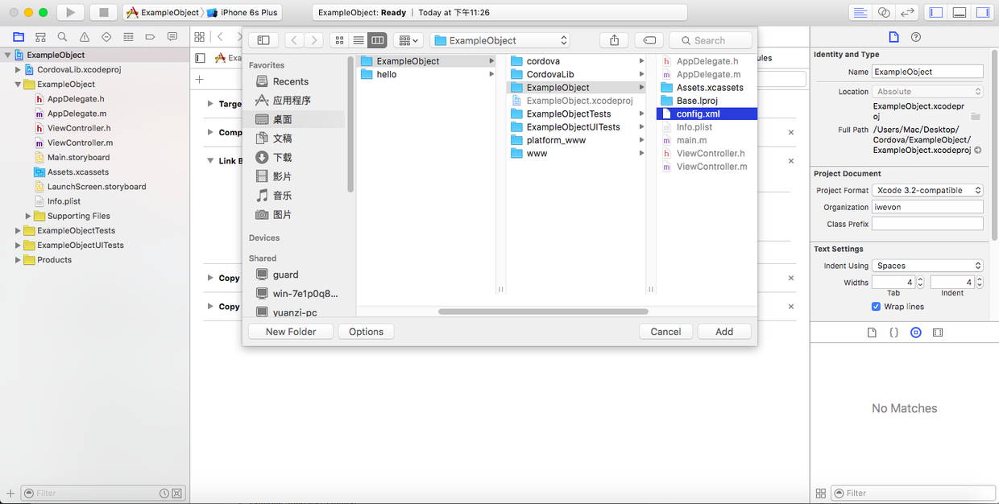 ExampleObject
iPhone 6s Plus
ExampleObject: Ready | Today at 下午11:26
ExampleObject
CordovaLib.xcodeproj
ExampleObject
AppDelegate.h
AppDelegate.m
ViewController.h
ViewController.m
Main.storyboard
Assets.xcassets
LaunchScreen.storyboard
Info.plist
Supporting Files
ExampleObjectTests
ExampleObjectUITests
Products
Filter
Exa
Targe
Comp
Link B
Copy
Copy
ules
ExampleObject
Search
Favorites
Recents
应用程序
桌面
文稿
下载
影片
音乐
图片
Devices
Shared
guard
win-7e1p0q8...
yuanzi-pc
ExampleObject
hello
cordova
CordovaLib
ExampleObject
ExampleObject.xcodeproj
ExampleObjectTests
ExampleObjectUITests
platform_www
www
AppDelegate.h
AppDelegate.m
Assets.xcassets
Base.lproj
config.xml
Info.plist
main.m
ViewController.h
ViewController.m
New Folder
Options
Cancel
Add
Identity and Type
Name ExampleObject
Location Absolute
ExampleObject.xcodepr
oj
Full Path /Users/Mac/Desktop/
Cordova/ExampleObject/
ExampleObject.xcodeproj
Project Document
Project Format Xcode 3.2-compatible
Organization iwevon
Class Prefix
Text Settings
Indent Using Spaces
Widths 4 4
Tab Indent
Wrap lines
{ }
No Matches
Filter